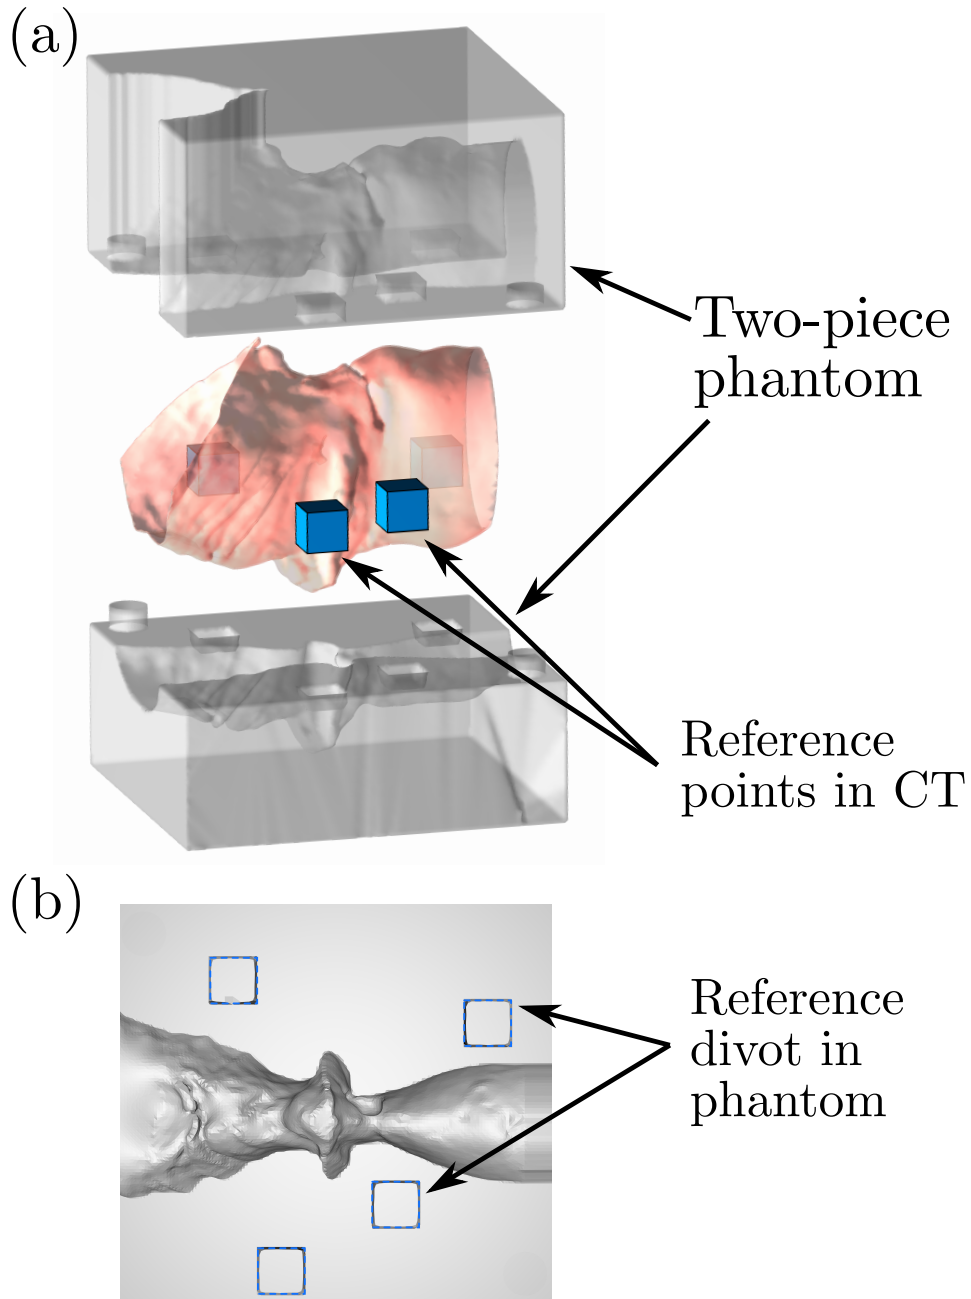 (a)
Two-piece
phantom
Reference
points in CT
(b)
Reference
divot in
phantom